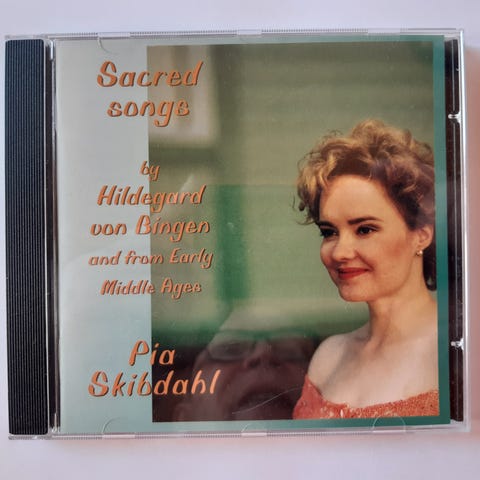 Sacred
songs
by
Hildegard
von Bingen
and from Early
Middle Ages
Pia
Skibdahl